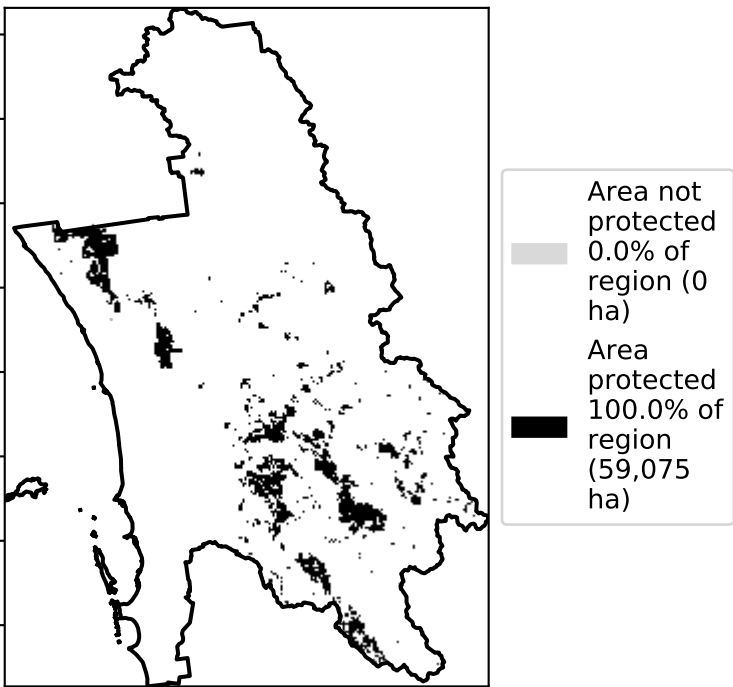 Area not
protected
0.0% of
region (0
ha)
Area
protected
100.0% of
region
(59,075
ha)